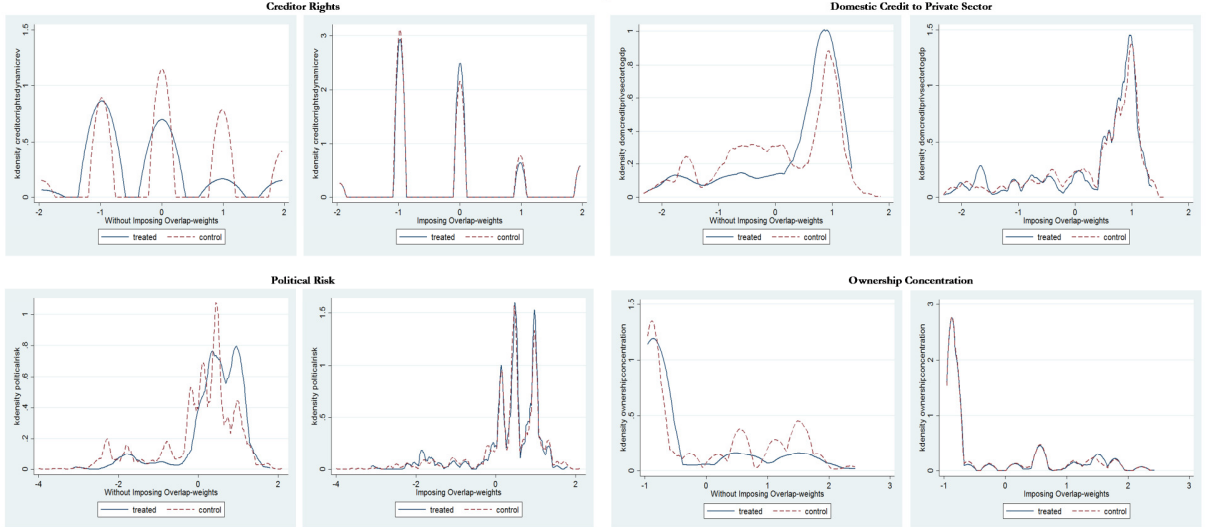 Creditor Rights
Domestic Credit to Private Sector
kdensity creditorrightsdynamicrev
0 .5 1 1.5
-2 -1 0 1 2
Without Imposing Overlap-weights
treated control
0 1 2 3
-2 -1 0 1 2
Imposing Overlap-weights
treated control
kdensity domcreditprivsectertogdp
0 .2 .4 .6 .8 1
-2 -1 0 1 2
Without Imposing Overlap-weights
treated control
kdensity domcreditprivsectertogdp
0 .5 1 1.5
-2 -1 0 1 2
Imposing Overlap-weights
treated control
Political Risk
Ownership Concentration
kdensity politicalrisk
0 .2 .4 .6 .8 1
-4 -2 0 2
Without Imposing Overlap-weights
treated control
kdensity politicalrisk
0 .5 1 1.5
-4 -2 0 2
Imposing Overlap-weights
treated control
kdensity ownershipconcentration
0 .5 1 1.5
-1 0 1 2 3
Without Imposing Overlap-weights
treated control
kdensity ownershipconcentration
0 1 2 3
-1 0 1 2 3
Imposing Overlap-weights
treated control